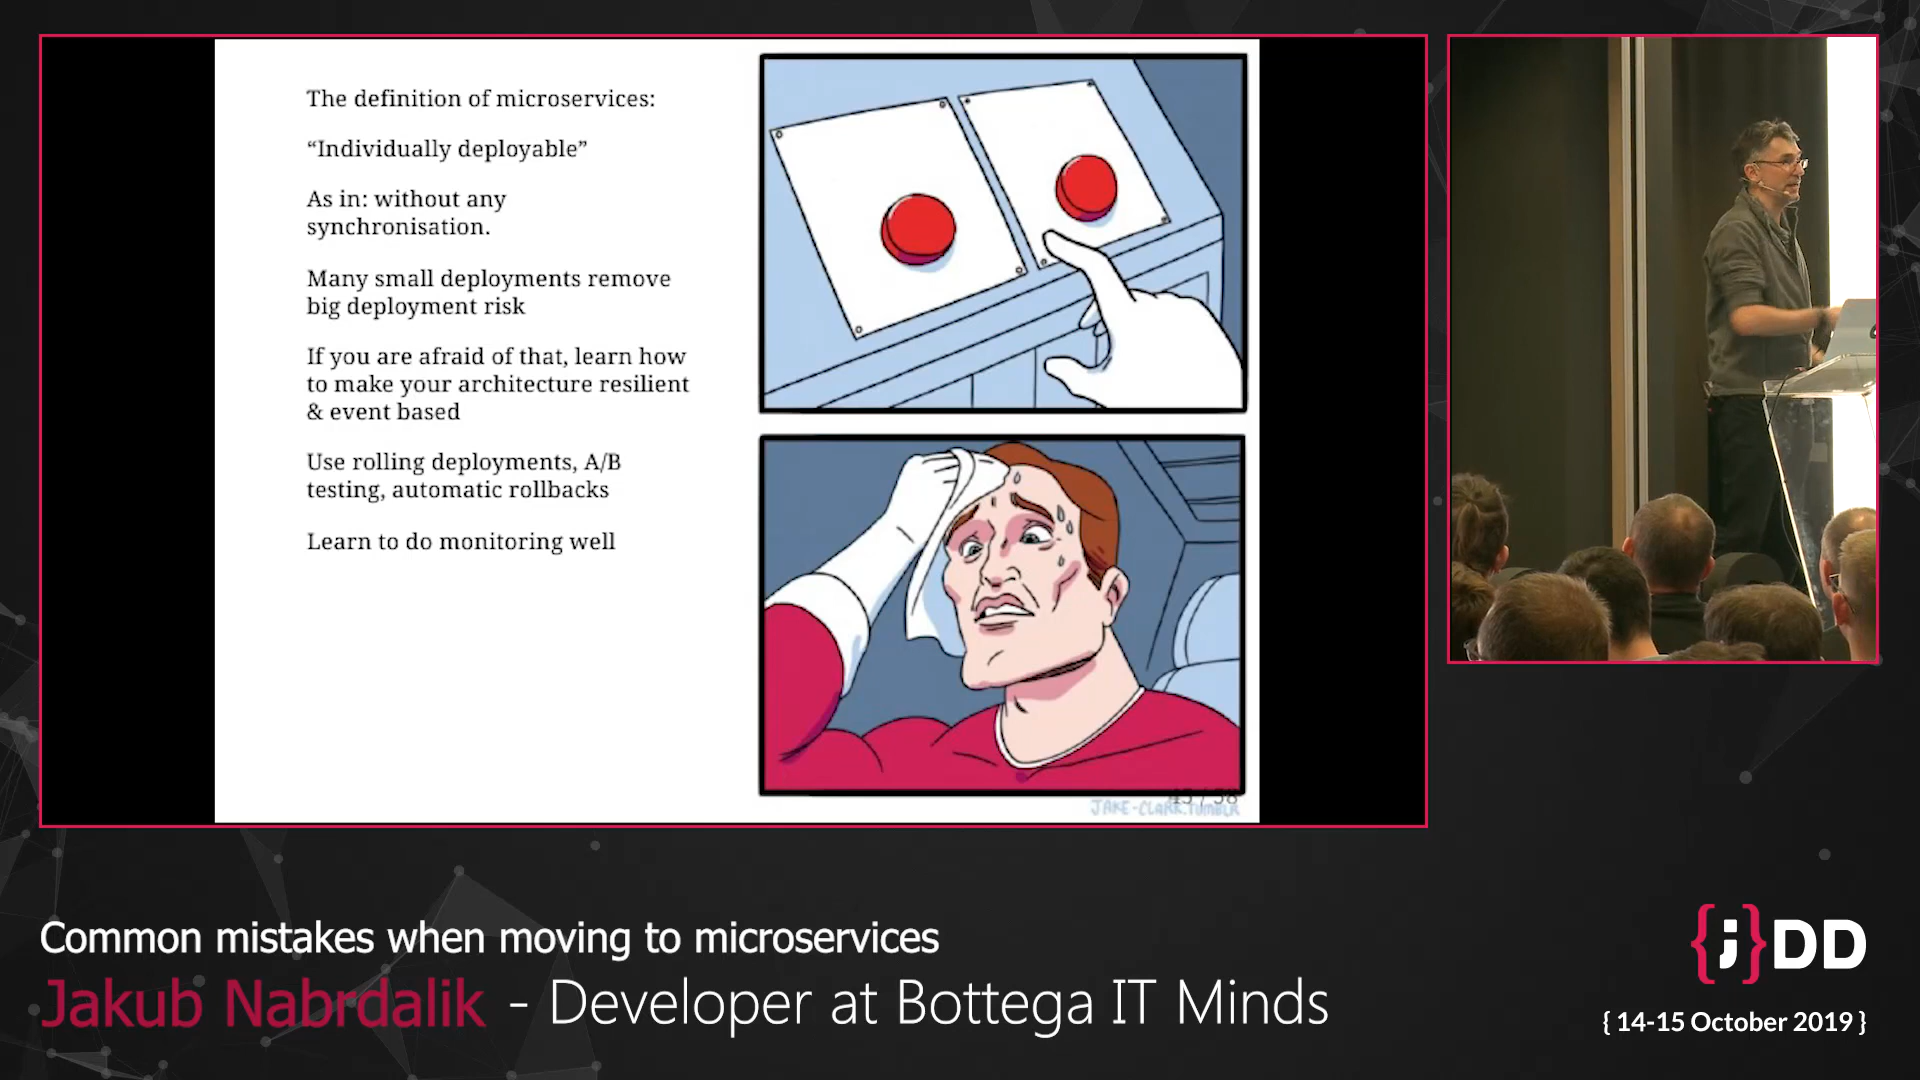 The definition of microservices:
“Individually deployable”
As in: without any
synchronisation.
Many small deployments remove
big deployment risk
If you are afraid of that, learn how
to make your architecture resilient
& event based
Use rolling deployments, A/B
testing, automatic rollbacks
Learn to do monitoring well
JAKE-CLARK.TUMBLR
Common mistakes when moving to microservices
Jakub Nabrdalik - Developer at Bottega IT Minds
{;}DD
{ 14-15 October 2019 }